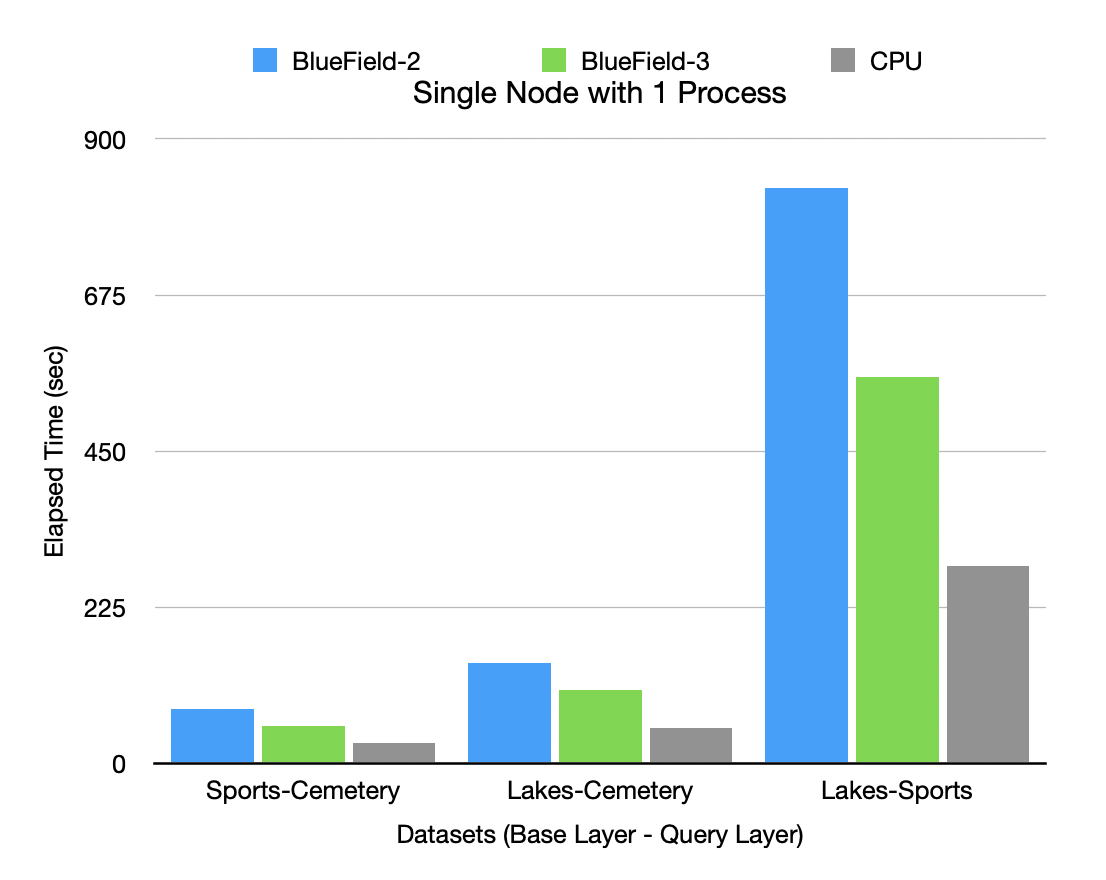 BlueField-2 BlueField-3 CPU
Single Node with 1 Process
900
675
450
225
0
Elapsed Time (sec)
Sports-Cemetery Lakes-Cemetery Lakes-Sports
Datasets (Base Layer - Query Layer)